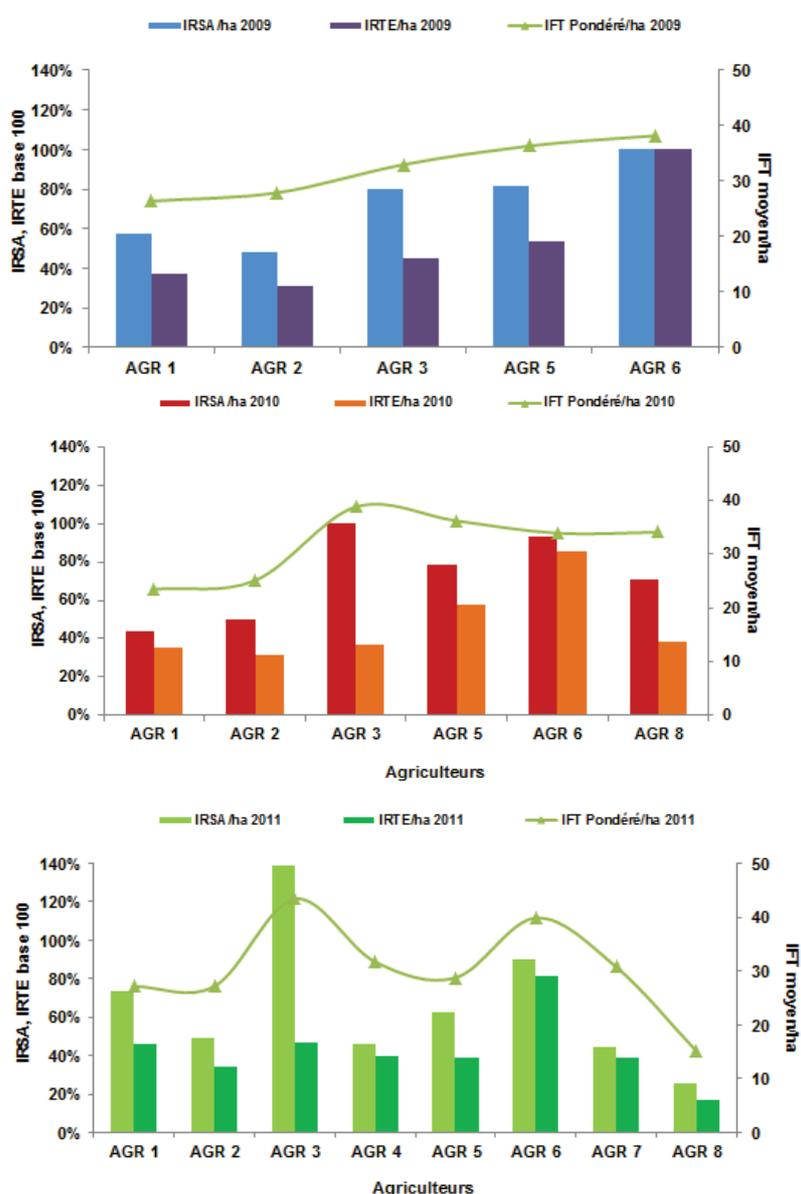 IRSA/ha 2009 IRTE/ha 2009 IFT Pondéré/ha 2009
140% 50
120%
40
100%
80% 30
60% 20
40%
10
20%
0% 0
IRSA, IRTE base 100
IFT moyen/ha
AGR 1 AGR 2 AGR 3 AGR 5 AGR 6
IRSA/ha 2010 IRTE/ha 2010 IFT Pondéré/ha 2010
140% 50
120%
40
100%
80% 30
60% 20
40%
10
20%
0% 0
IRSA, IRTE base 100
IFT moyen/ha
AGR 1 AGR 2 AGR 3 AGR 5 AGR 6 AGR 8
Agriculteurs
IRSA/ha 2011 IRTE/ha 2011 IFT Pondéré/ha 2011
140% 50
120%
40
100%
80% 30
60% 20
40%
10
20%
0% 0
IRSA, IRTE base 100
IFT moyen/ha
AGR 1 AGR 2 AGR 3 AGR 4 AGR 5 AGR 6 AGR 7 AGR 8
Agriculteurs